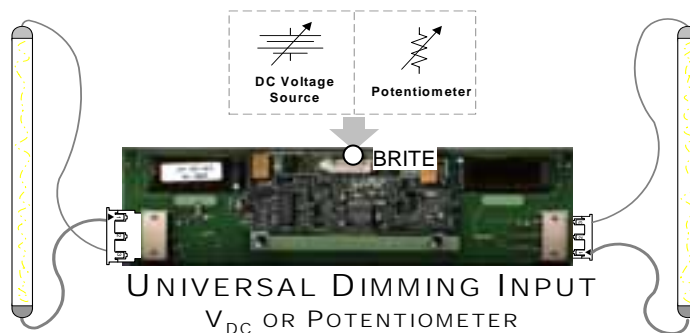 DC Voltage
Source
Potentiometer
BRITE
UNIVERSAL DIMMING INPUT
VDC OR POTENTIOMETER